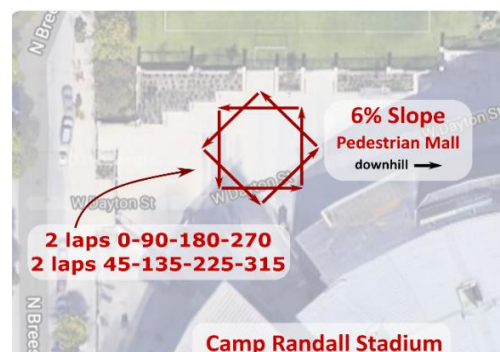 N Breese
6% Slope
Pedestrian Mall
downhill
W Dayton St
W Dayton St
2 laps 0-90-180-270
2 laps 45-135-225-315
N Brees
Camp Randall Stadium